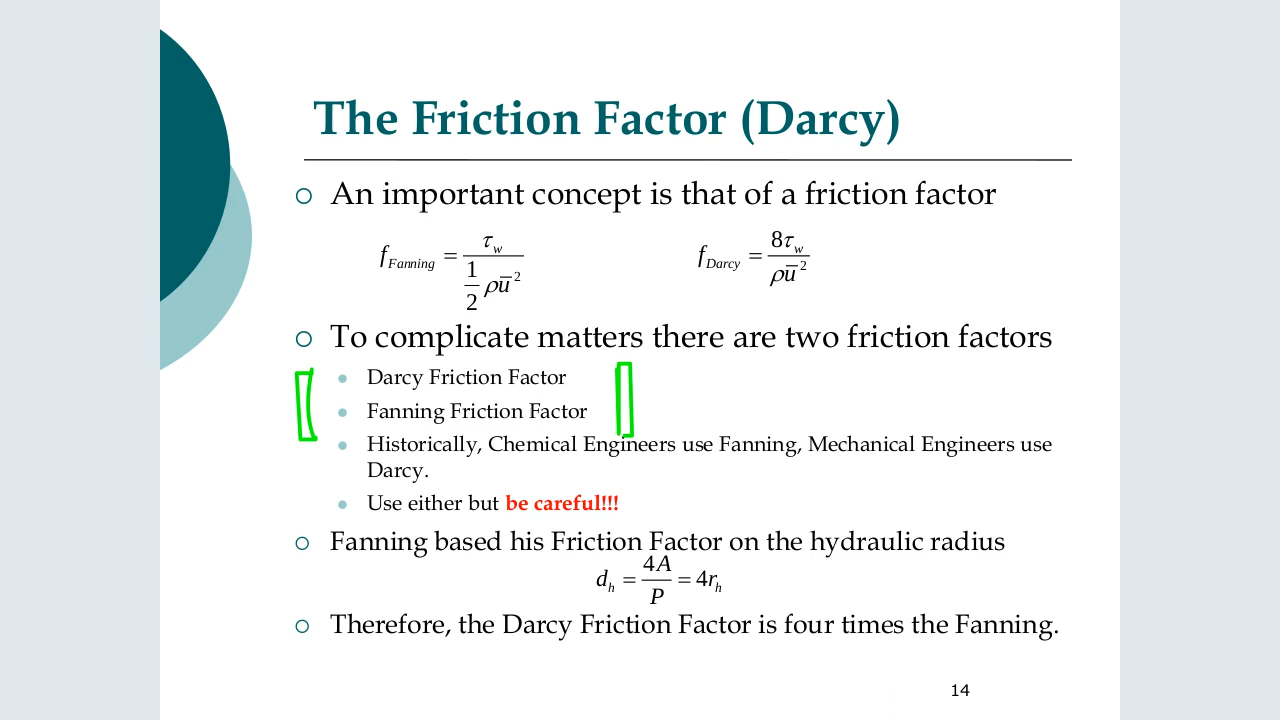 The Friction Factor (Darcy)
An important concept is that of a friction factor
f_Fanning = τ_w / (1/2 ρū²)    f_Darcy = 8τ_w / ρū²
To complicate matters there are two friction factors
Darcy Friction Factor
Fanning Friction Factor
Historically, Chemical Engineers use Fanning, Mechanical Engineers use
Darcy.
Use either but be careful!!!
Fanning based his Friction Factor on the hydraulic radius
d_h = 4A / P = 4r_h
Therefore, the Darcy Friction Factor is four times the Fanning.
14